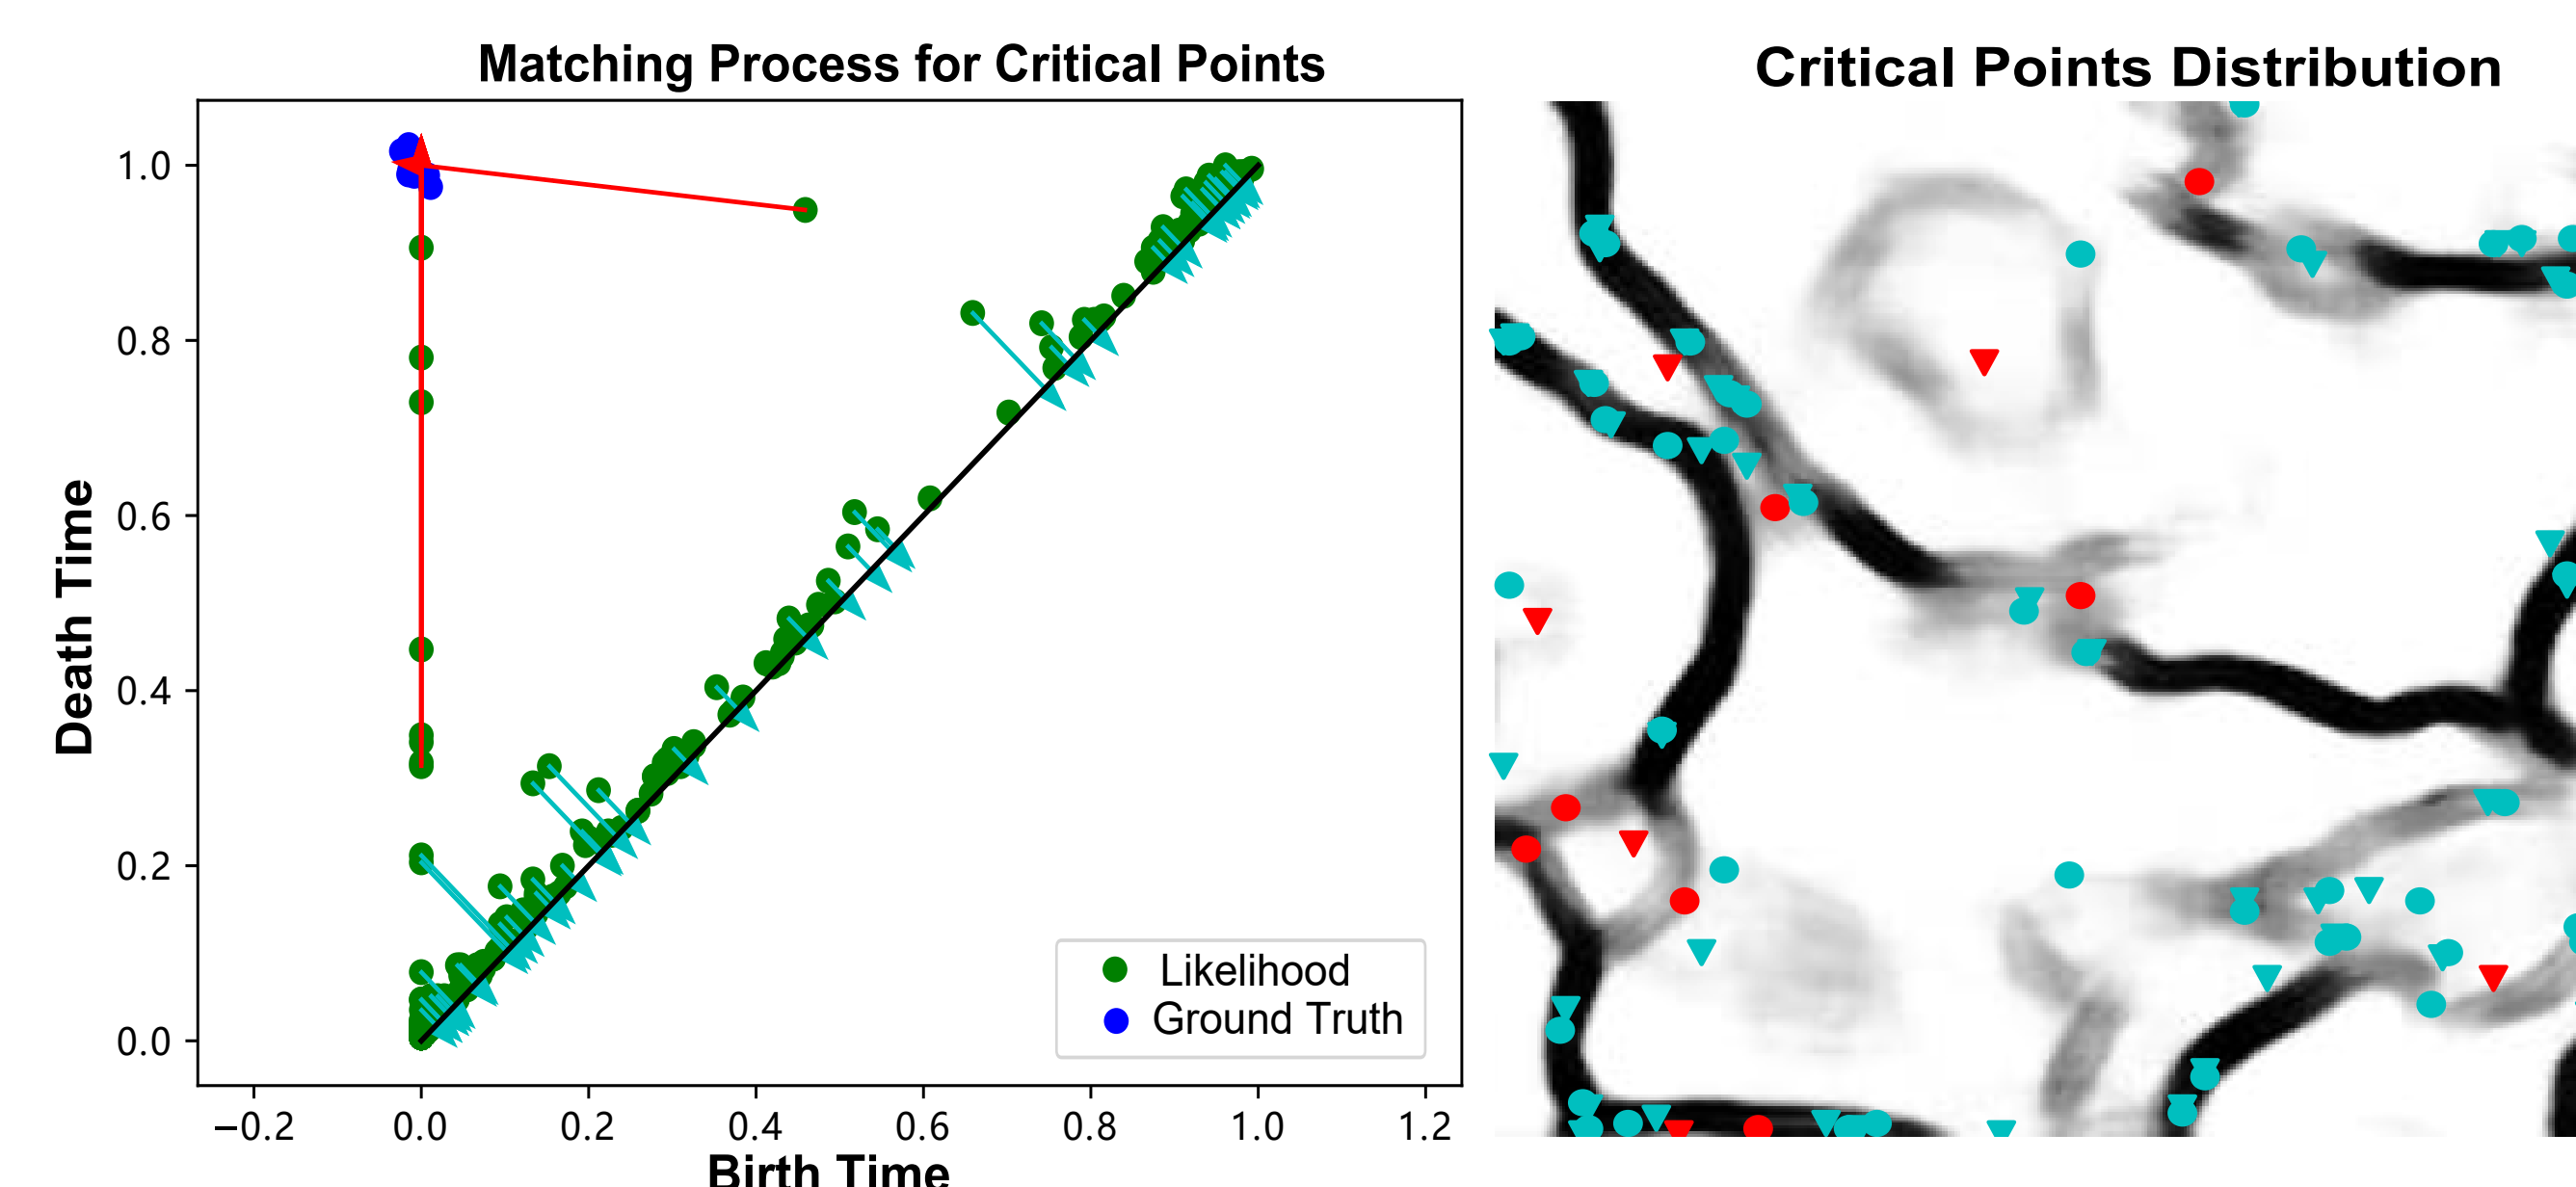 Matching Process for Critical Points
Critical Points Distribution
Death Time
1.0
0.8
0.6
0.4
0.2
0.0
Likelihood
Ground Truth
−0.2 0.0 0.2 0.4 0.6 0.8 1.0 1.2
Birth Time